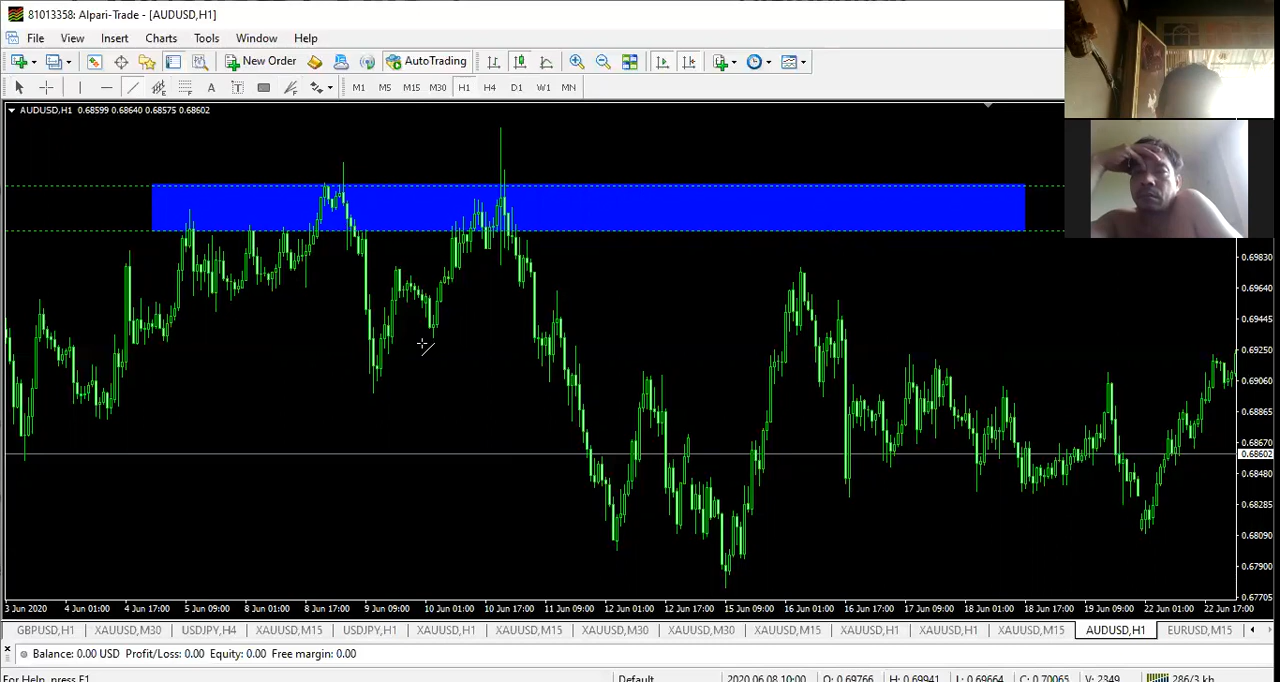 81013358: Alpari-Trade - [AUDUSD,H1]
File View Insert Charts Tools Window Help
New Order AutoTrading
A T M1 M5 M15 M30 H1 H4 D1 W1 MN
AUDUSD,H1 0.68599 0.68640 0.68575 0.68602
0.69830
0.69640
0.69445
0.69250
0.69060
0.68865
0.68670
0.68602
0.68480
0.68285
0.68090
0.67900
0.67705
3 Jun 2020 4 Jun 01:00 4 Jun 17:00 5 Jun 09:00 8 Jun 01:00 8 Jun 17:00 9 Jun 09:00 10 Jun 01:00 10 Jun 17:00 11 Jun 09:00 12 Jun 01:00 12 Jun 17:00 15 Jun 09:00 16 Jun 01:00 16 Jun 17:00 17 Jun 09:00 18 Jun 01:00 18 Jun 17:00 19 Jun 09:00 22 Jun 01:00 22 Jun 17:00
GBPUSD,H1 XAUUSD,M30 USDJPY,H4 XAUUSD,M15 USDJPY,H1 XAUUSD,H1 XAUUSD,M15 XAUUSD,M30 XAUUSD,M30 XAUUSD,M15 XAUUSD,H1 XAUUSD,H1 XAUUSD,M15 AUDUSD,H1 EURUSD,M15
Balance: 0.00 USD Profit/Loss: 0.00 Equity: 0.00 Free margin: 0.00
For Help, press F1 Default 2020.06.08 10:00 O: 0.69766 H: 0.69941 L: 0.69664 C: 0.70065 V: 2349 286/3 kb